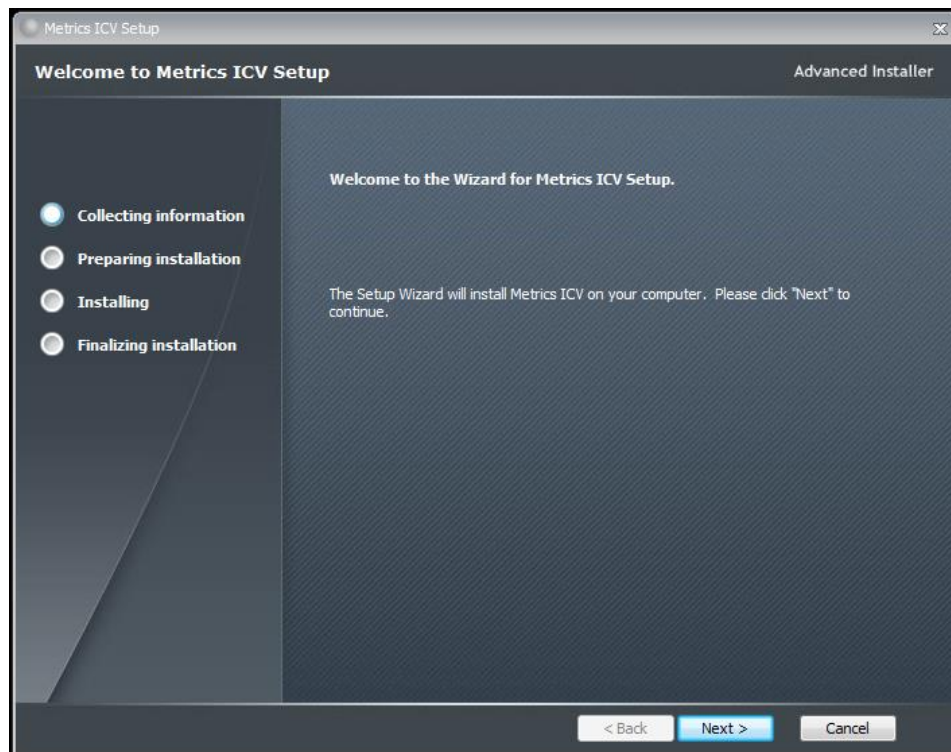 Metrics ICV Setup
Welcome to Metrics ICV Setup
Advanced Installer
Collecting information
Preparing installation
Installing
Finalizing installation
Welcome to the Wizard for Metrics ICV Setup.
The Setup Wizard will install Metrics ICV on your computer.  Please click "Next" to
continue.
< Back
Next >
Cancel